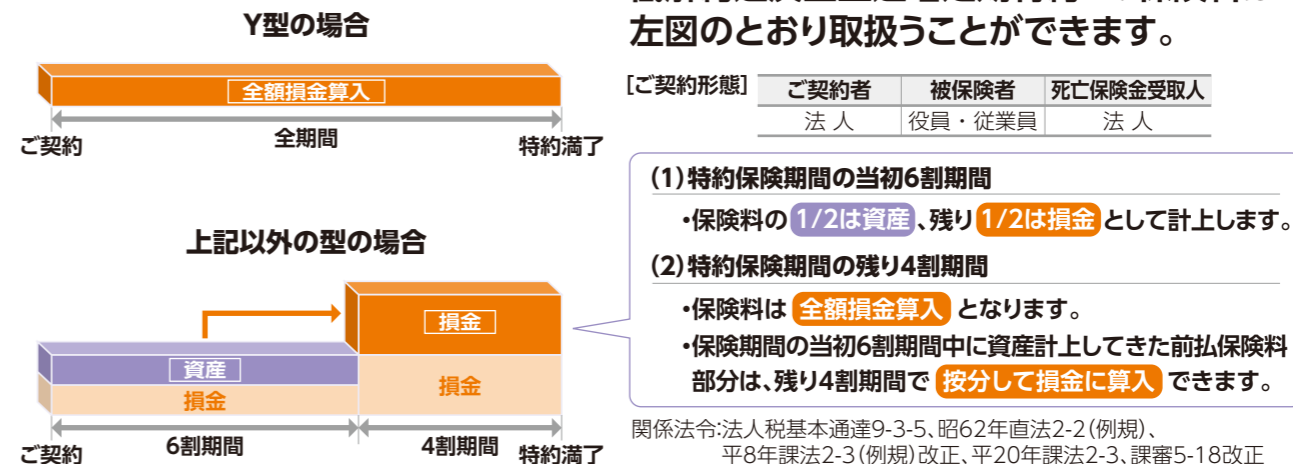 Y型の場合
全額損金算入
ご契約
全期間
特約満了
上記以外の型の場合
資産
損金
損金
損金
ご契約
6割期間
4割期間
特約満了
左図のとおり取扱うことができます。
[ご契約形態]
ご契約者 被保険者 死亡保険金受取人
法 人 役員・従業員 法 人
(1)特約保険期間の当初6割期間
・保険料の 1/2は資産 、残り 1/2は損金 として計上します。
(2)特約保険期間の残り4割期間
・保険料は 全額損金算入 となります。
・保険期間の当初6割期間中に資産計上してきた前払保険料
部分は、残り4割期間で 按分して損金に算入 できます。
関係法令:法人税基本通達9-3-5、昭62年直法2-2(例規)、
平8年課法2-3(例規)改正、平20年課法2-3、課審5-18改正